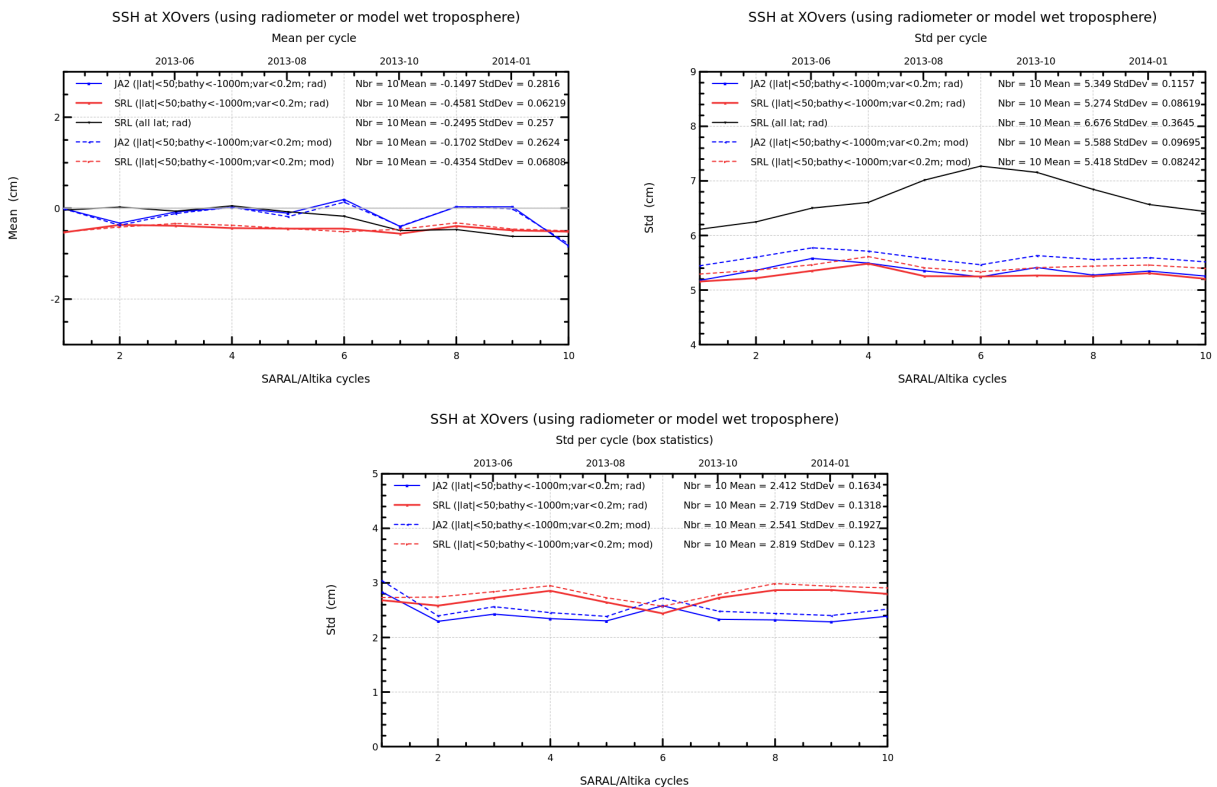 SSH at XOvers (using radiometer or model wet troposphere)
Mean per cycle
2013-06 2013-08 2013-10 2014-01
JA2 (|lat|<50;bathy<-1000m;var<0.2m; rad) Nbr = 10 Mean = -0.1497 StdDev = 0.2816
SRL (|lat|<50;bathy<-1000m;var<0.2m; rad) Nbr = 10 Mean = -0.4581 StdDev = 0.06219
SRL (all lat; rad) Nbr = 10 Mean = -0.2495 StdDev = 0.257
JA2 (|lat|<50;bathy<-1000m;var<0.2m; mod) Nbr = 10 Mean = -0.1702 StdDev = 0.2624
SRL (|lat|<50;bathy<-1000m;var<0.2m; mod) Nbr = 10 Mean = -0.4354 StdDev = 0.06808
2
0
-2
Mean (cm)
2 4 6 8 10
SARAL/Altika cycles
SSH at XOvers (using radiometer or model wet troposphere)
Std per cycle
2013-06 2013-08 2013-10 2014-01
JA2 (|lat|<50;bathy<-1000m;var<0.2m; rad) Nbr = 10 Mean = 5.349 StdDev = 0.1157
SRL (|lat|<50;bathy<-1000m;var<0.2m; rad) Nbr = 10 Mean = 5.274 StdDev = 0.08619
SRL (all lat; rad) Nbr = 10 Mean = 6.676 StdDev = 0.3645
JA2 (|lat|<50;bathy<-1000m;var<0.2m; mod) Nbr = 10 Mean = 5.588 StdDev = 0.09695
SRL (|lat|<50;bathy<-1000m;var<0.2m; mod) Nbr = 10 Mean = 5.418 StdDev = 0.08242
9
8
7
6
5
4
Std (cm)
2 4 6 8 10
SARAL/Altika cycles
SSH at XOvers (using radiometer or model wet troposphere)
Std per cycle (box statistics)
2013-06 2013-08 2013-10 2014-01
JA2 (|lat|<50;bathy<-1000m;var<0.2m; rad) Nbr = 10 Mean = 2.412 StdDev = 0.1634
SRL (|lat|<50;bathy<-1000m;var<0.2m; rad) Nbr = 10 Mean = 2.719 StdDev = 0.1318
JA2 (|lat|<50;bathy<-1000m;var<0.2m; mod) Nbr = 10 Mean = 2.541 StdDev = 0.1927
SRL (|lat|<50;bathy<-1000m;var<0.2m; mod) Nbr = 10 Mean = 2.819 StdDev = 0.123
5
4
3
2
1
0
Std (cm)
2 4 6 8 10
SARAL/Altika cycles